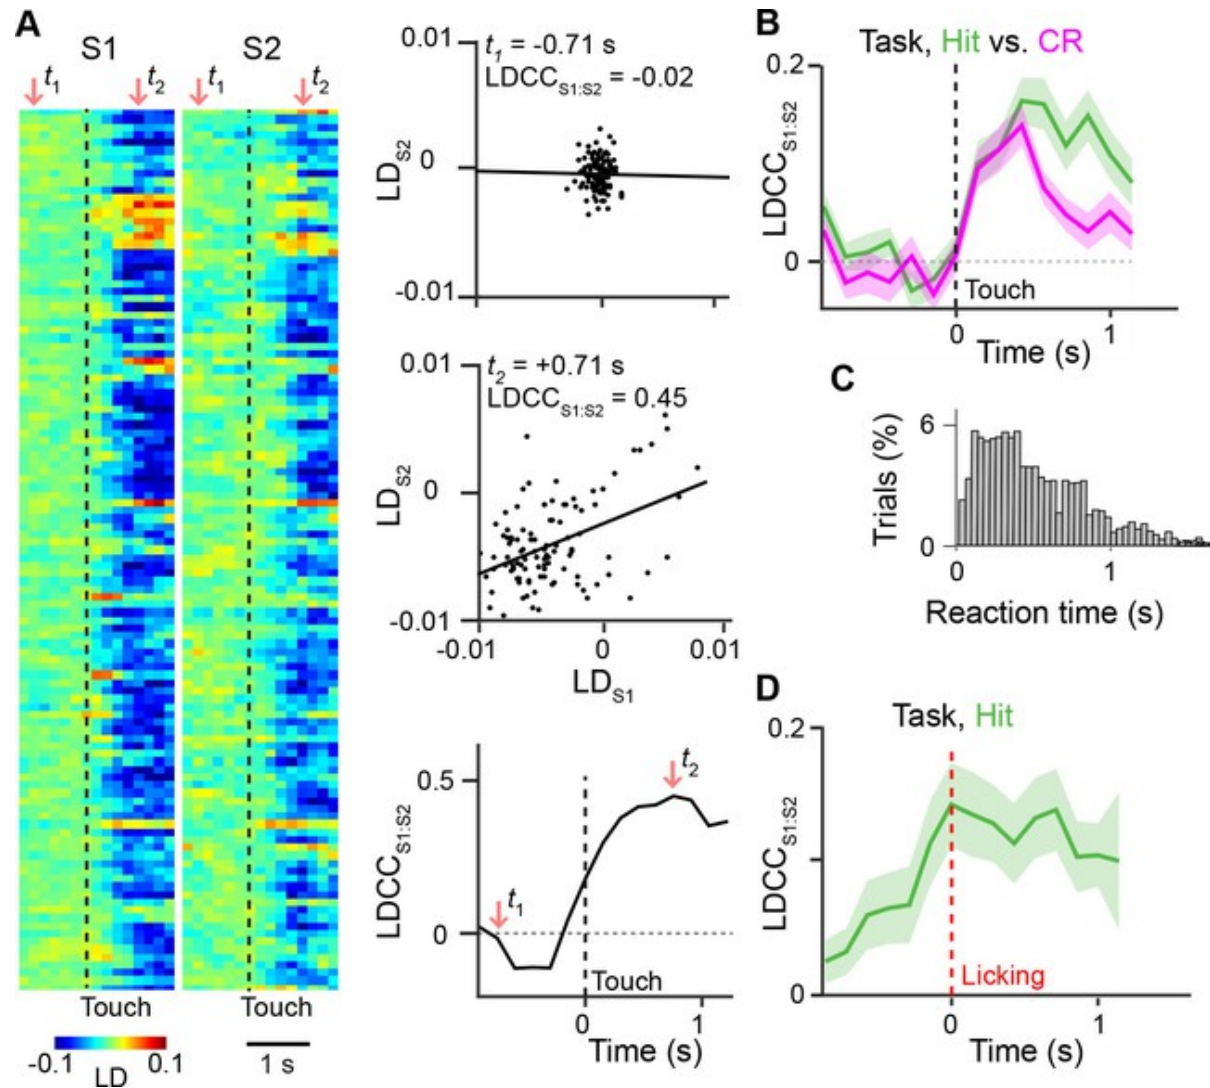 A
S1
S2
t1
t2
t1
t2
Touch
Touch
-0.1
0.1
LD
1 s
0.01
t1 = -0.71 s
LDCCS1:S2 = -0.02
LDS2
0
-0.01
0.01
t2 = +0.71 s
LDCCS1:S2 = 0.45
LDS2
0
-0.01
-0.01
0
0.01
LDS1
0.5
t2
LDCCS1:S2
t1
0
Touch
0
1
Time (s)
B
Task, Hit vs. CR
0.2
LDCCS1:S2
0
Touch
0
1
Time (s)
C
6
Trials (%)
0
0
1
Reaction time (s)
D
Task, Hit
0.2
LDCCS1:S2
Licking
0
0
1
Time (s)